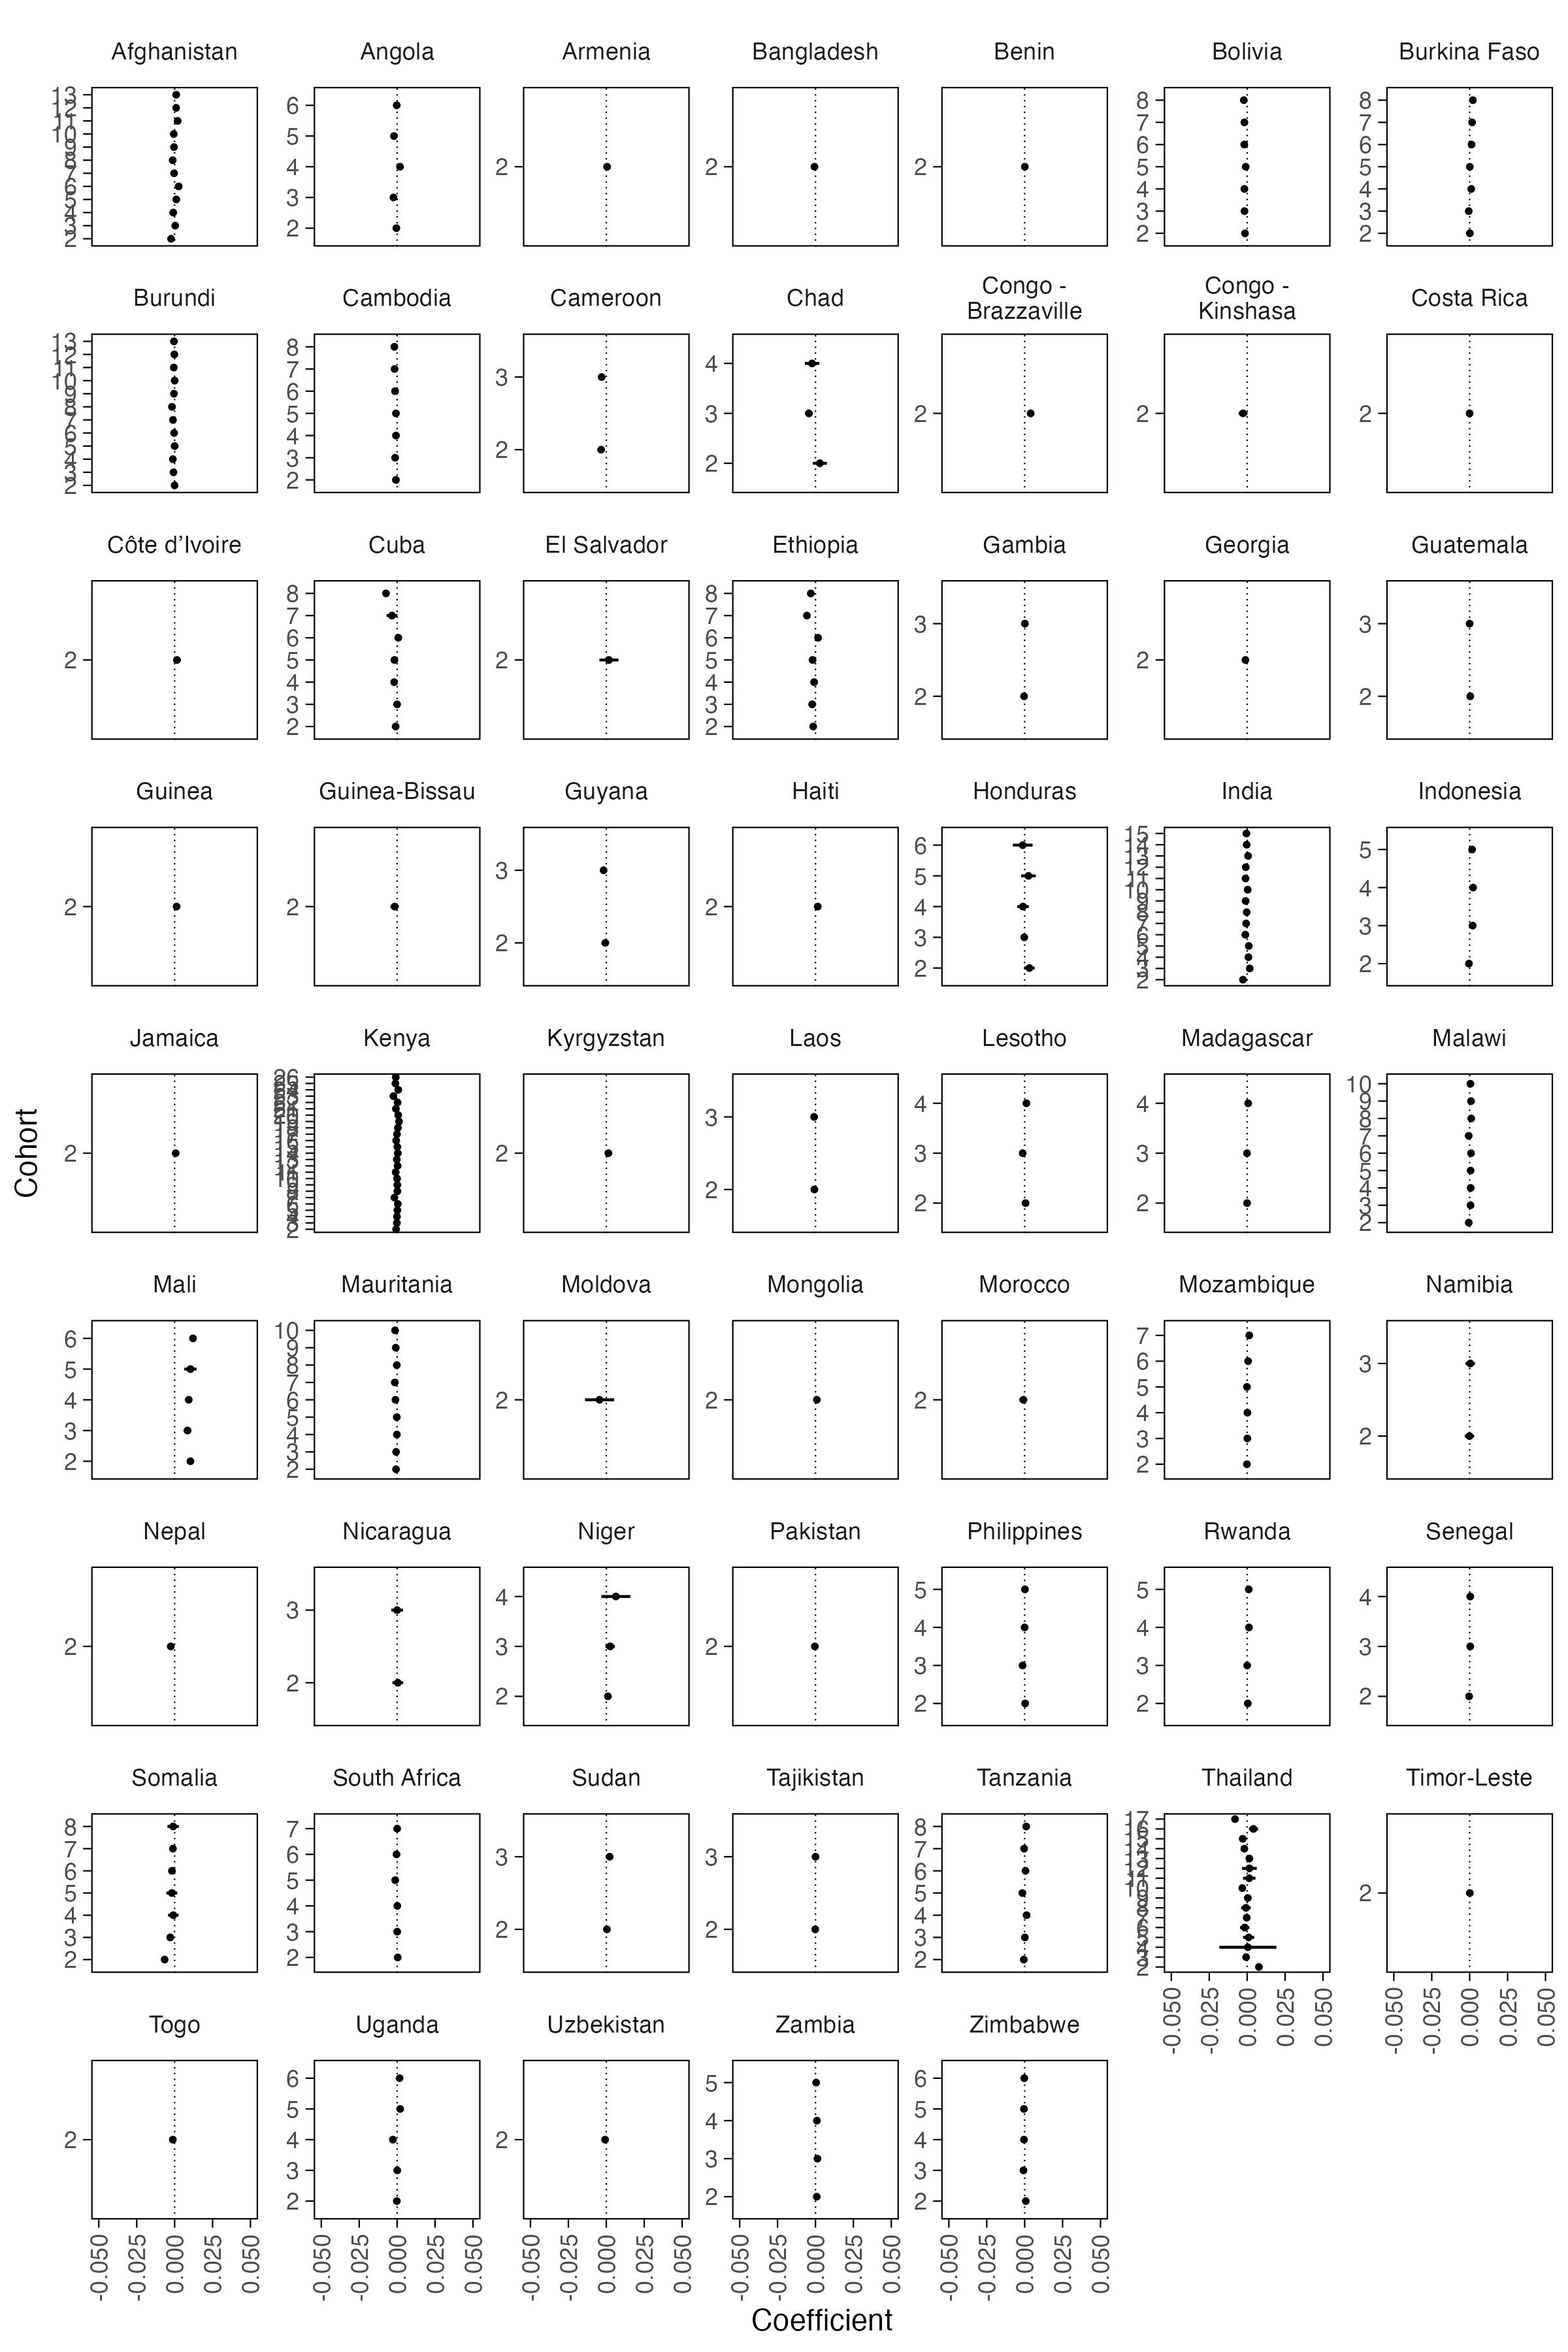 Afghanistan Angola Armenia Bangladesh Benin Bolivia Burkina Faso
13 12 11 10 9 8 7 6 5 4 3 2
6 5 4 3 2
2
2
2
8 7 6 5 4 3 2
8 7 6 5 4 3 2
Burundi Cambodia Cameroon Chad Congo -
Brazzaville Congo -
Kinshasa Costa Rica
13 12 11 10 9 8 7 6 5 4 3 2
8 7 6 5 4 3 2
3 2
4 3 2
2
2
2
Côte d’Ivoire Cuba El Salvador Ethiopia Gambia Georgia Guatemala
2
8 7 6 5 4 3 2
2
8 7 6 5 4 3 2
3 2
2
3 2
Guinea Guinea-Bissau Guyana Haiti Honduras India Indonesia
2
2
3 2
2
6 5 4 3 2
15 14 13 12 11 10 9 8 7 6 5 4 3 2
5 4 3 2
Jamaica Kenya Kyrgyzstan Laos Lesotho Madagascar Malawi
2
2
3 2
4 3 2
4 3 2
10 9 8 7 6 5 4 3 2
Cohort
Mali Mauritania Moldova Mongolia Morocco Mozambique Namibia
6 5 4 3 2
10 9 8 7 6 5 4 3 2
2
2
2
7 6 5 4 3 2
3 2
Nepal Nicaragua Niger Pakistan Philippines Rwanda Senegal
2
3 2
4 3 2
2
5 4 3 2
5 4 3 2
4 3 2
Somalia South Africa Sudan Tajikistan Tanzania Thailand Timor-Leste
8 7 6 5 4 3 2
7 6 5 4 3 2
3 2
3 2
8 7 6 5 4 3 2
17 16 15 14 13 12 11 10 9 8 7 6 5 4 3 2
2
-0.050 -0.025 0.000 0.025 0.050
-0.050 -0.025 0.000 0.025 0.050
Togo Uganda Uzbekistan Zambia Zimbabwe
2
6 5 4 3 2
2
5 4 3 2
6 5 4 3 2
-0.050 -0.025 0.000 0.025 0.050
-0.050 -0.025 0.000 0.025 0.050
-0.050 -0.025 0.000 0.025 0.050
-0.050 -0.025 0.000 0.025 0.050
-0.050 -0.025 0.000 0.025 0.050
Coefficient